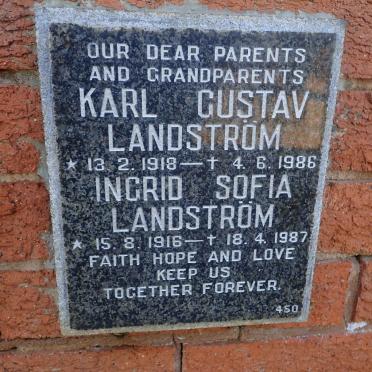 OUR DEAR PARENTS
AND GRANDPARENTS
KARL GUSTAV
LANDSTRÖM
★ 13. 2. 1918 — † 4. 6. 1986
INGRID SOFIA
LANDSTRÖM
★ 15. 8. 1916 — † 18. 4. 1987
FAITH HOPE AND LOVE
KEEP US
TOGETHER FOREVER.
450